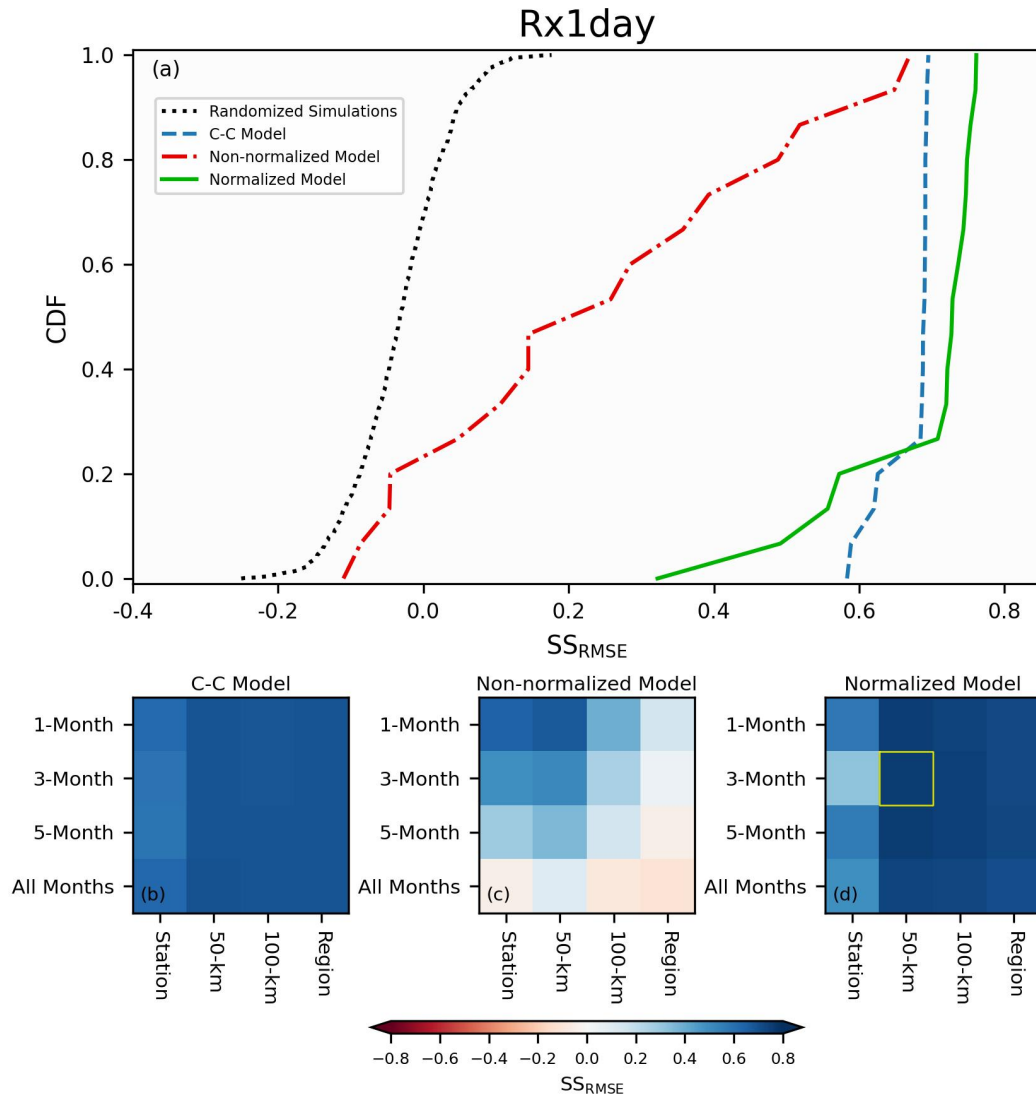 Rx1day
(a)
Randomized Simulations
C-C Model
Non-normalized Model
Normalized Model
CDF
1.0
0.8
0.6
0.4
0.2
0.0
-0.4
-0.2
0.0
0.2
0.4
0.6
0.8
SS_RMSE
C-C Model
1-Month
3-Month
5-Month
All Months
(b)
Station
50-km
100-km
Region
Non-normalized Model
1-Month
3-Month
5-Month
All Months
(c)
Station
50-km
100-km
Region
Normalized Model
1-Month
3-Month
5-Month
All Months
(d)
Station
50-km
100-km
Region
−0.8
−0.6
−0.4
−0.2
0.0
0.2
0.4
0.6
0.8
SS_RMSE